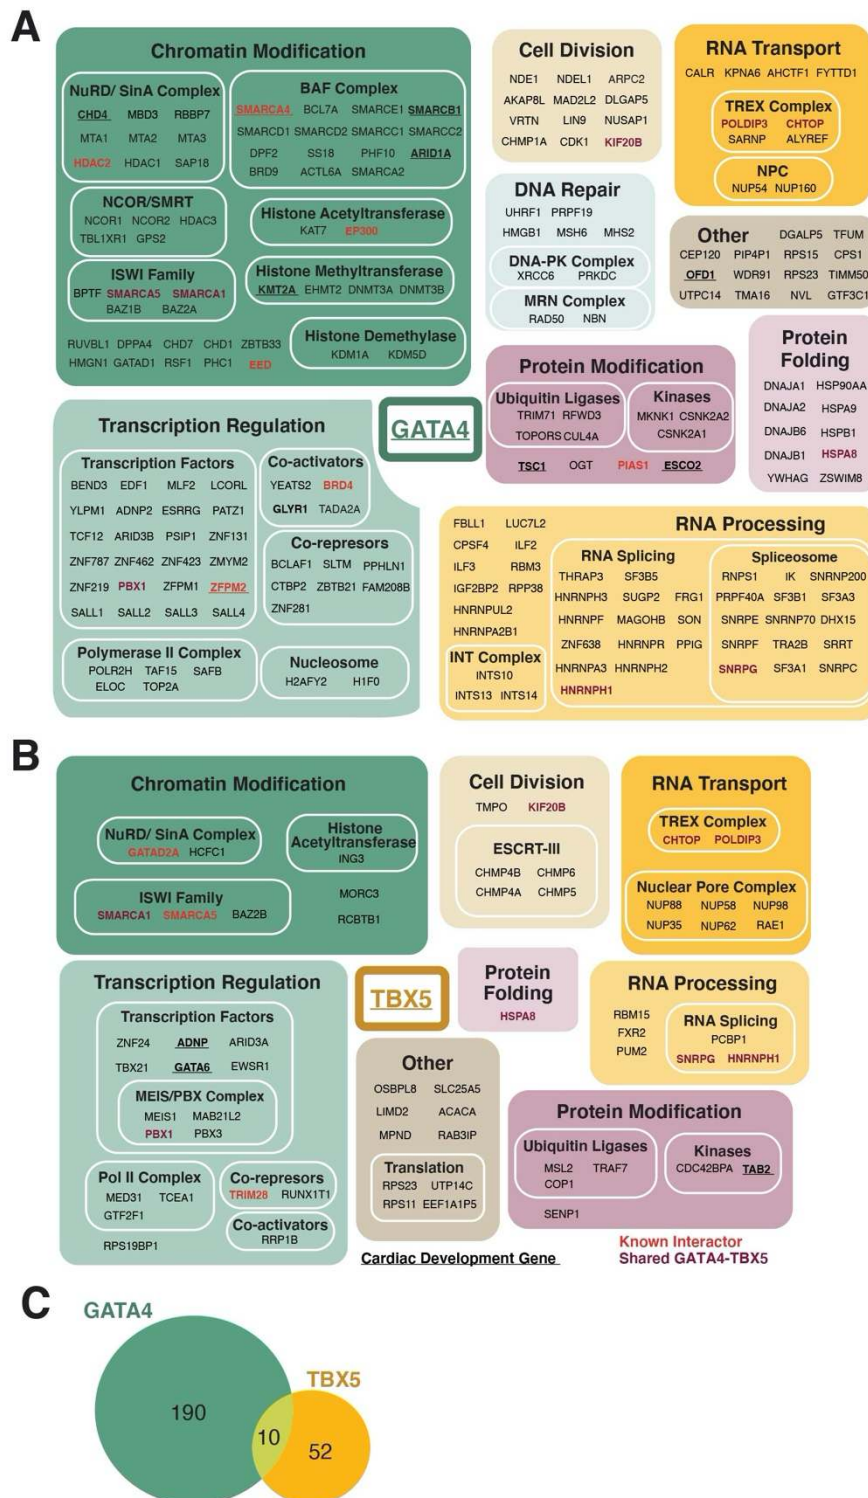 A
Chromatin Modification
NuRD/ SinA Complex
CHD4 MBD3 RBBP7
MTA1 MTA2 MTA3
HDAC2 HDAC1 SAP18
BAF Complex
SMARCA4 BCL7A SMARCE1 SMARCB1
SMARCD1 SMARCD2 SMARCC1 SMARCC2
DPF2 SS18 PHF10 ARID1A
BRD9 ACTL6A SMARCA2
NCOR/SMRT
NCOR1 NCOR2 HDAC3
TBL1XR1 GPS2
Histone Acetyltransferase
KAT7 EP300
ISWI Family
BPTF SMARCA5 SMARCA1
BAZ1B BAZ2A
Histone Methyltransferase
KMT2A EHMT2 DNMT3A DNMT3B
RUVBL1 DPPA4 CHD7 CHD1 ZBTB33
HMGN1 GATAD1 RSF1 PHC1 EED
Histone Demethylase
KDM1A KDM5D
Cell Division
NDE1 NDEL1 ARPC2
AKAP8L MAD2L2 DLGAP5
VRTN LIN9 NUSAP1
CHMP1A CDK1 KIF20B
RNA Transport
CALR KPNA6 AHCTF1 FYTTD1
TREX Complex
POLDIP3 CHTOP
SARNP ALYREF
NPC
NUP54 NUP160
DNA Repair
UHRF1 PRPF19
HMGB1 MSH6 MHS2
DNA-PK Complex
XRCC6 PRKDC
MRN Complex
RAD50 NBN
Other
DGALP5 TFUM
CEP120 PIP4P1 RPS15 CPS1
OFD1 WDR91 RPS23 TIMM50
UTPC14 TMA16 NVL GTF3C1
Protein Modification
Ubiquitin Ligases
TRIM71 RFWD3
TOPORS CUL4A
Kinases
MKNK1 CSNK2A2
CSNK2A1
TSC1 OGT PIAS1 ESCO2
Protein
Folding
DNAJA1 HSP90AA
DNAJA2 HSPA9
DNAJB6 HSPB1
DNAJB1 HSPA8
YWHAG ZSWIM8
GATA4
Transcription Regulation
Transcription Factors
BEND3 EDF1 MLF2 LCORL
YLPM1 ADNP2 ESRRG PATZ1
TCF12 ARID3B PSIP1 ZNF131
ZNF787 ZNF462 ZNF423 ZMYM2
ZNF219 PBX1 ZFPM1 ZFPM2
SALL1 SALL2 SALL3 SALL4
Co-activators
YEATS2 BRD4
GLYR1 TADA2A
Co-represors
BCLAF1 SLTM PPHLN1
CTBP2 ZBTB21 FAM208B
ZNF281
Polymerase II Complex
POLR2H TAF15 SAFB
ELOC TOP2A
Nucleosome
H2AFY2 H1F0
RNA Processing
FBLL1 LUC7L2
CPSF4 ILF2
ILF3 RBM3
IGF2BP2 RPP38
HNRNPUL2
HNRNPA2B1
INT Complex
INTS10
INTS13 INTS14
RNA Splicing
THRAP3 SF3B5
HNRNPH3 SUGP2 FRG1
HNRNPF MAGOHB SON
ZNF638 HNRNPR PPIG
HNRNPA3 HNRNPH2
HNRNPH1
Spliceosome
RNPS1 IK SNRNP200
PRPF40A SF3B1 SF3A3
SNRPE SNRNP70 DHX15
SNRPF TRA2B SRRT
SNRPG SF3A1 SNRPC
B
Chromatin Modification
NuRD/ SinA Complex
GATAD2A HCFC1
Histone
Acetyltransferase
ING3
ISWI Family
SMARCA1 SMARCA5 BAZ2B
MORC3
RCBTB1
Cell Division
TMPO KIF20B
ESCRT-III
CHMP4B CHMP6
CHMP4A CHMP5
RNA Transport
TREX Complex
CHTOP POLDIP3
Nuclear Pore Complex
NUP88 NUP58 NUP98
NUP35 NUP62 RAE1
Transcription Regulation
Transcription Factors
ZNF24 ADNP ARID3A
TBX21 GATA6 EWSR1
MEIS/PBX Complex
MEIS1 MAB21L2
PBX1 PBX3
Pol II Complex
MED31 TCEA1
GTF2F1
Co-represors
TRIM28 RUNX1T1
Co-activators
RRP1B
RPS19BP1
TBX5
Protein
Folding
HSPA8
RNA Processing
RBM15
FXR2
PUM2
RNA Splicing
PCBP1
SNRPG HNRNPH1
Other
OSBPL8 SLC25A5
LIMD2 ACACA
MPND RAB3IP
Translation
RPS23 UTP14C
RPS11 EEF1A1P5
Protein Modification
Ubiquitin Ligases
MSL2 TRAF7
COP1
Kinases
CDC42BPA TAB2
SENP1
Cardiac Development Gene
Known Interactor
Shared GATA4-TBX5
C
GATA4
TBX5
190
10
52